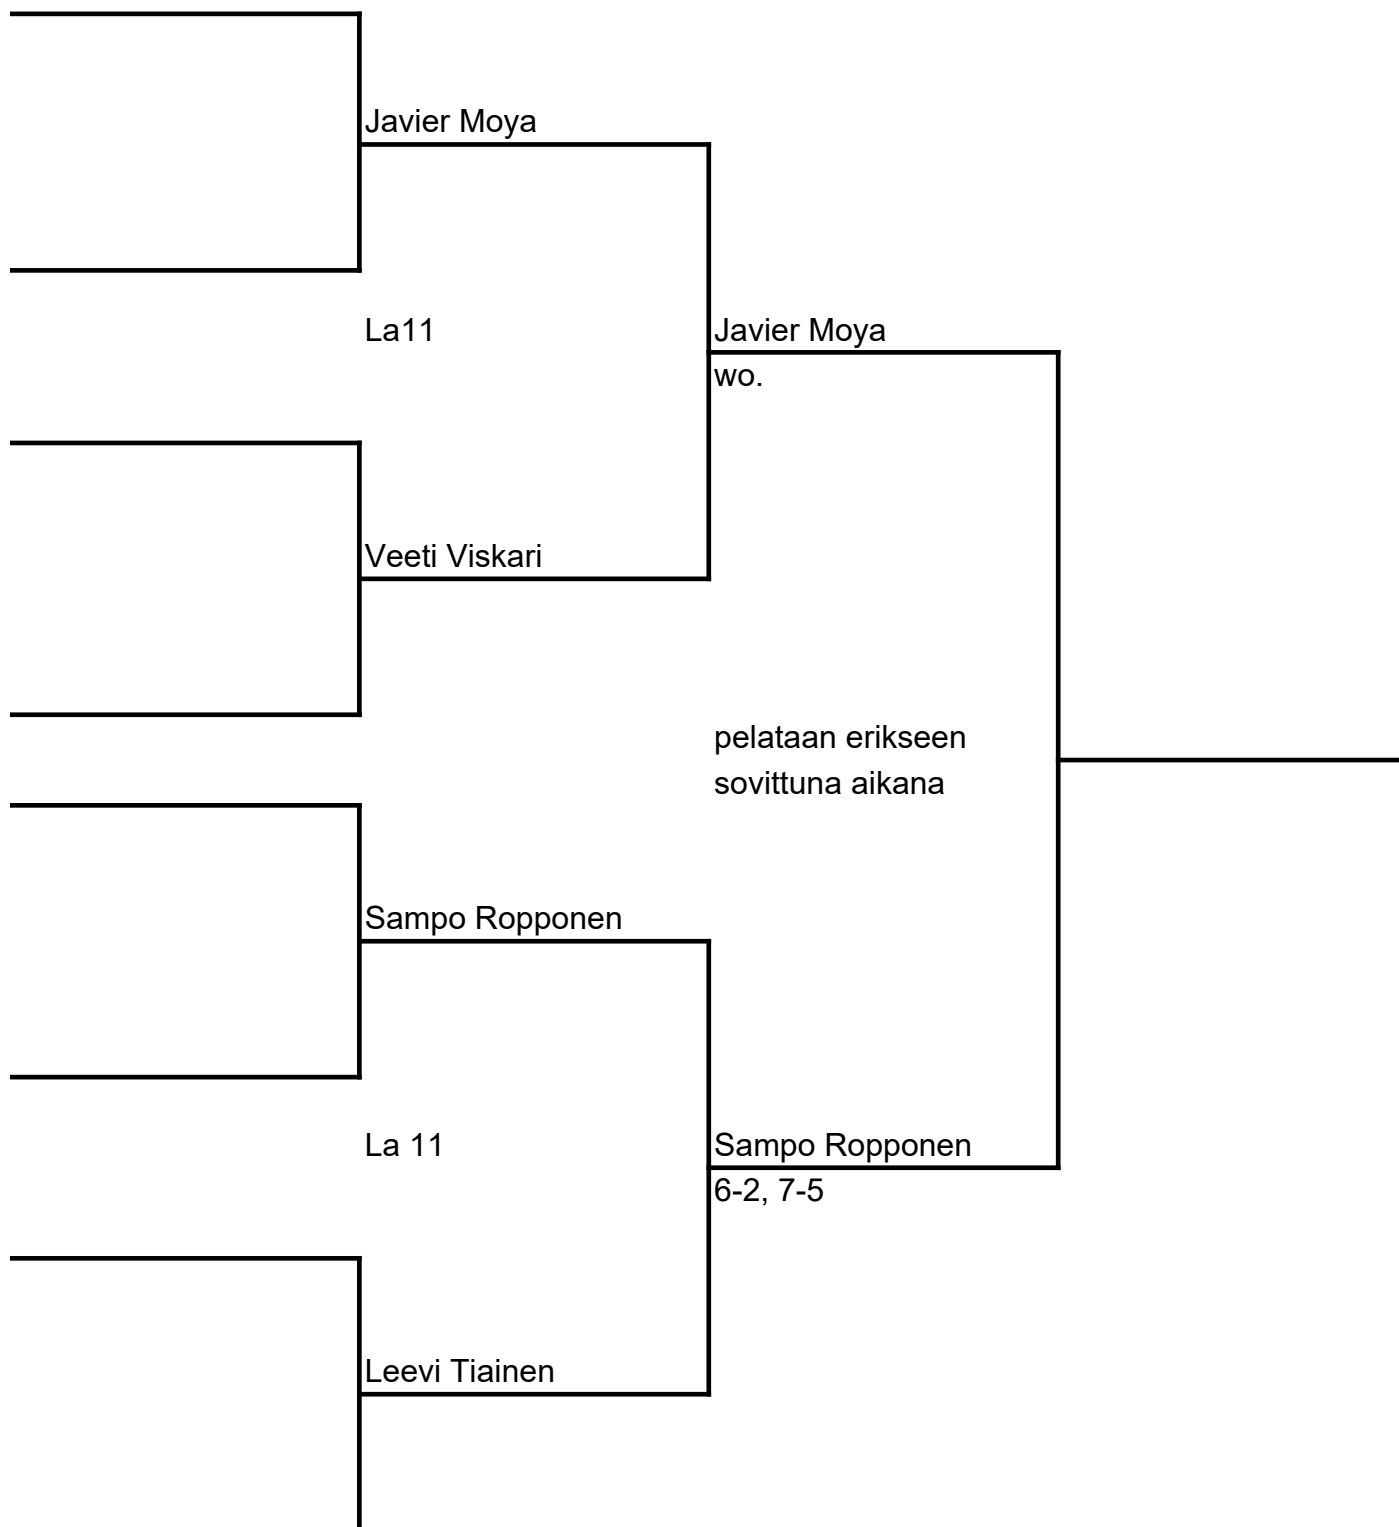 Javier Moya
La11
Javier Moya
wo.
Veeti Viskari
pelataan erikseen
sovittuna aikana
Sampo Ropponen
La 11
Sampo Ropponen
6-2, 7-5
Leevi Tiainen